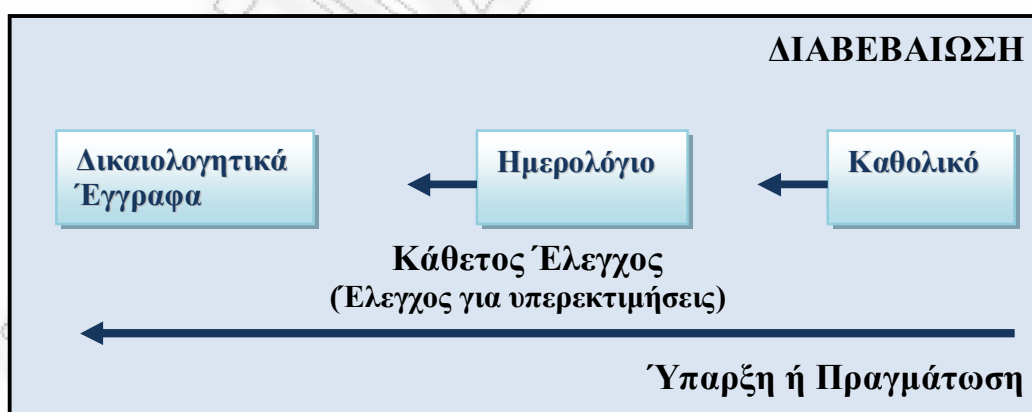 ΔΙΑΒΕΒΑΙΩΣΗ
Δικαιολογητικά
Έγγραφα
Ημερολόγιο
Καθολικό
Κάθετος Έλεγχος
(Έλεγχος για υπερεκτιμήσεις)
Ύπαρξη ή Πραγμάτωση